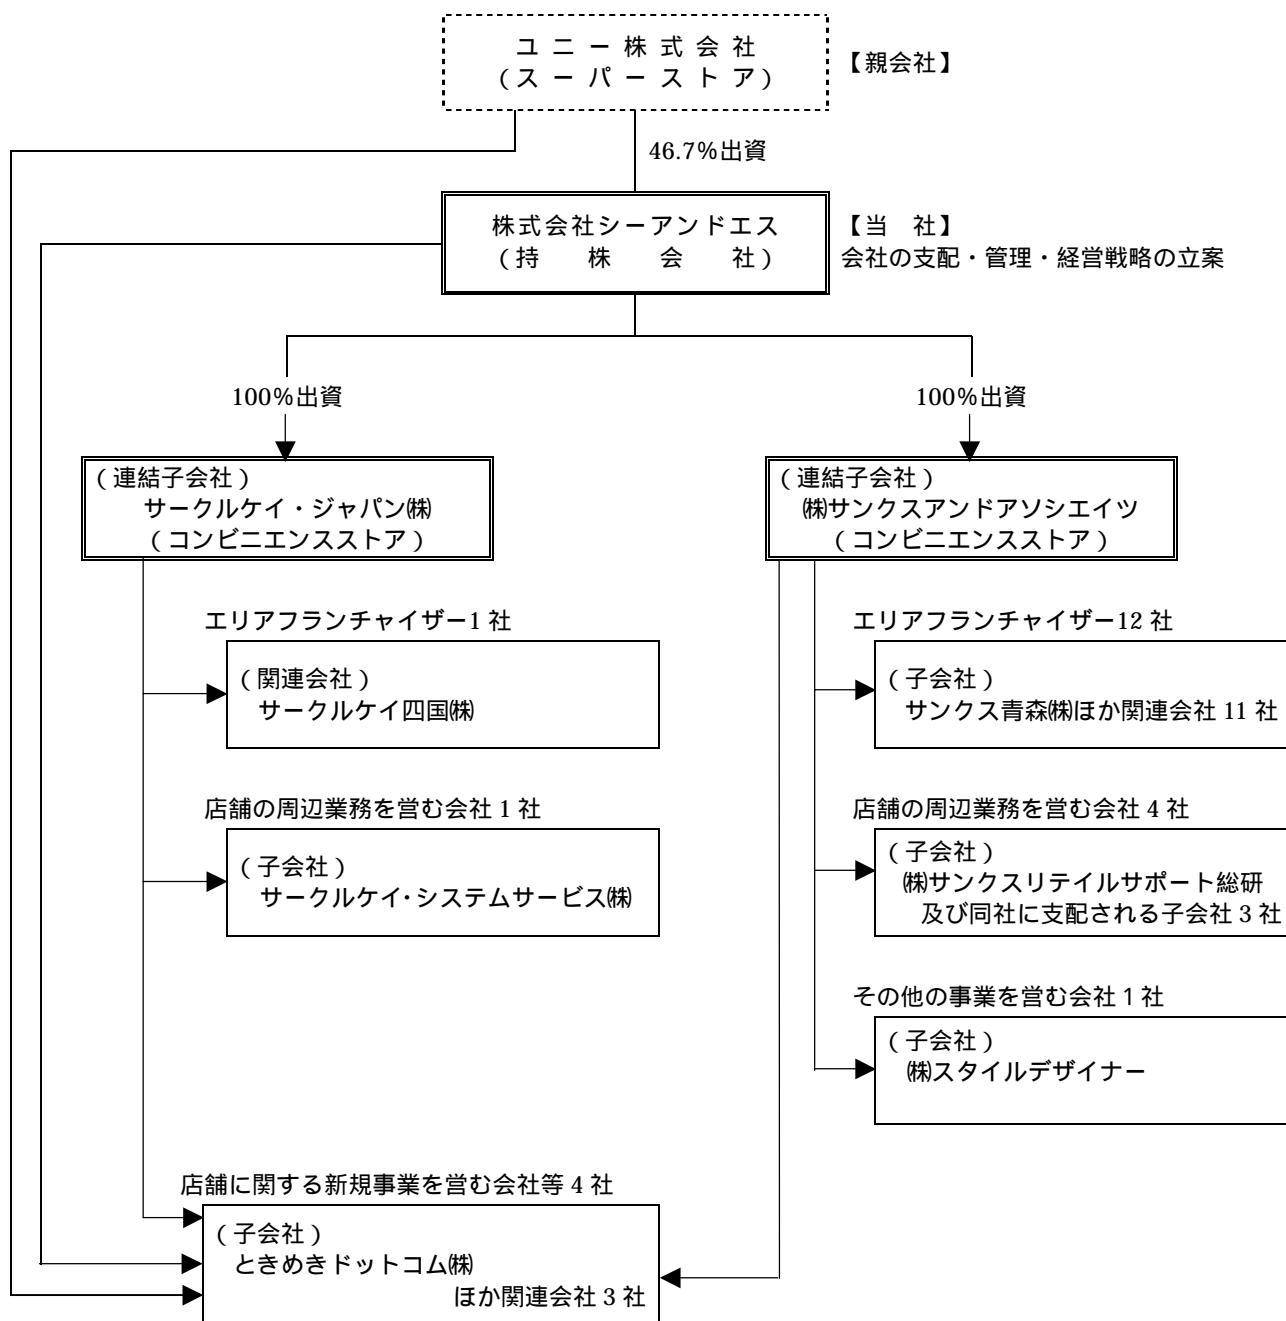 ユニー株式会社
(スーパーストア)
【親会社】
46.7%出資
株式会社シーアンドエス
(持株会社)
【当　社】
会社の支配・管理・経営戦略の立案
100%出資
100%出資
(連結子会社)
サークルケイ・ジャパン㈱
(コンビニエンスストア)
(連結子会社)
㈱サンクスアンドアソシエイツ
(コンビニエンスストア)
エリアフランチャイザー1 社
(関連会社)
サークルケイ四国㈱
エリアフランチャイザー12 社
(子会社)
サンクス青森㈱ほか関連会社 11 社
店舗の周辺業務を営む会社 1 社
(子会社)
サークルケイ・システムサービス㈱
店舗の周辺業務を営む会社 4 社
(子会社)
㈱サンクスリテイルサポート総研
及び同社に支配される子会社 3 社
その他の事業を営む会社 1 社
(子会社)
㈱スタイルデザイナー
店舗に関する新規事業を営む会社等 4 社
(子会社)
ときめきドットコム㈱
ほか関連会社 3 社